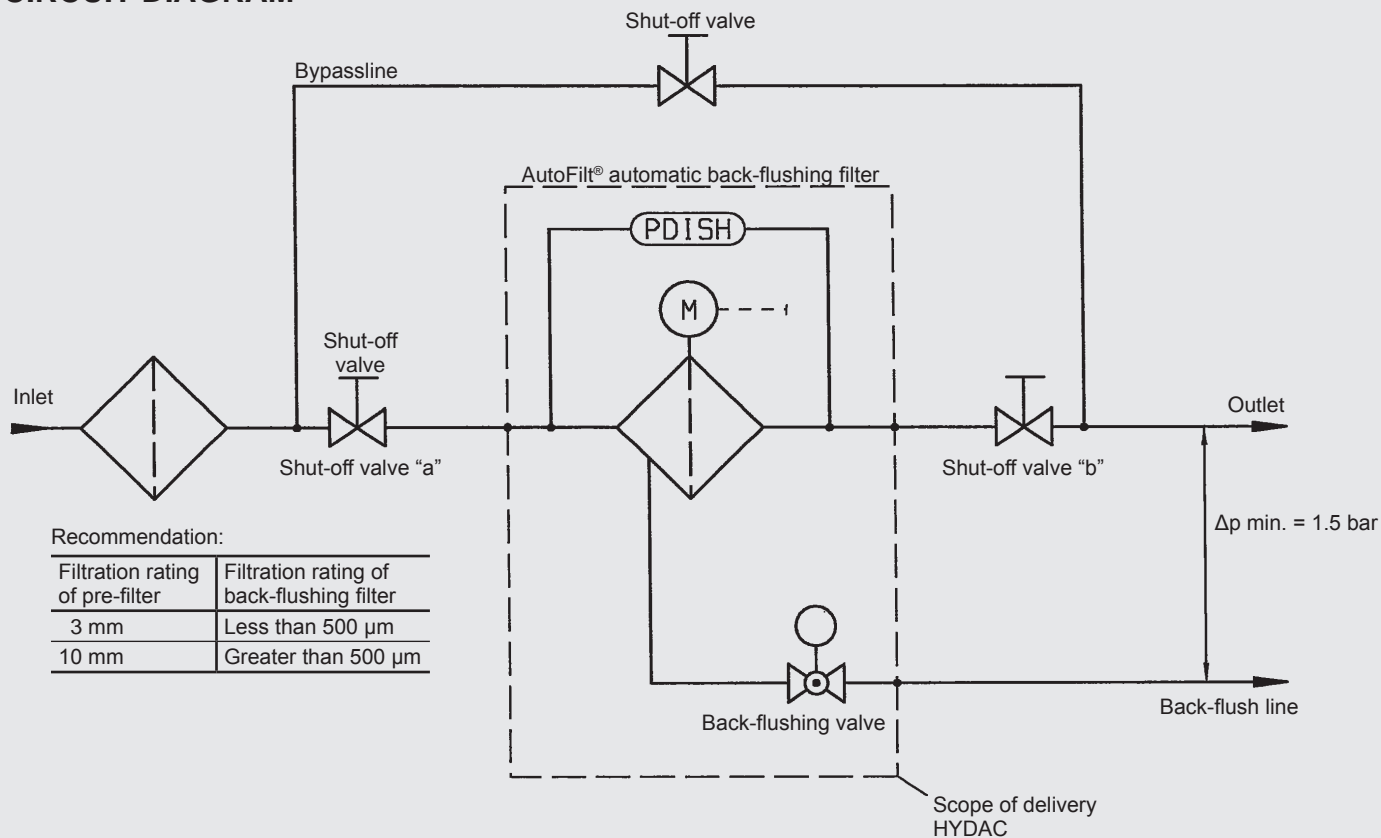 CIRCUIT DIAGRAM
Shut-off valve
Bypassline
AutoFilt® automatic back-flushing filter
PDISH
M
Shut-off
valve
Inlet
Outlet
Shut-off valve "a"
Shut-off valve "b"
Δp min. = 1.5 bar
Recommendation:
Filtration rating of pre-filter
Filtration rating of back-flushing filter
3 mm Less than 500 µm
10 mm Greater than 500 µm
Back-flushing valve
Back-flush line
Scope of delivery
HYDAC